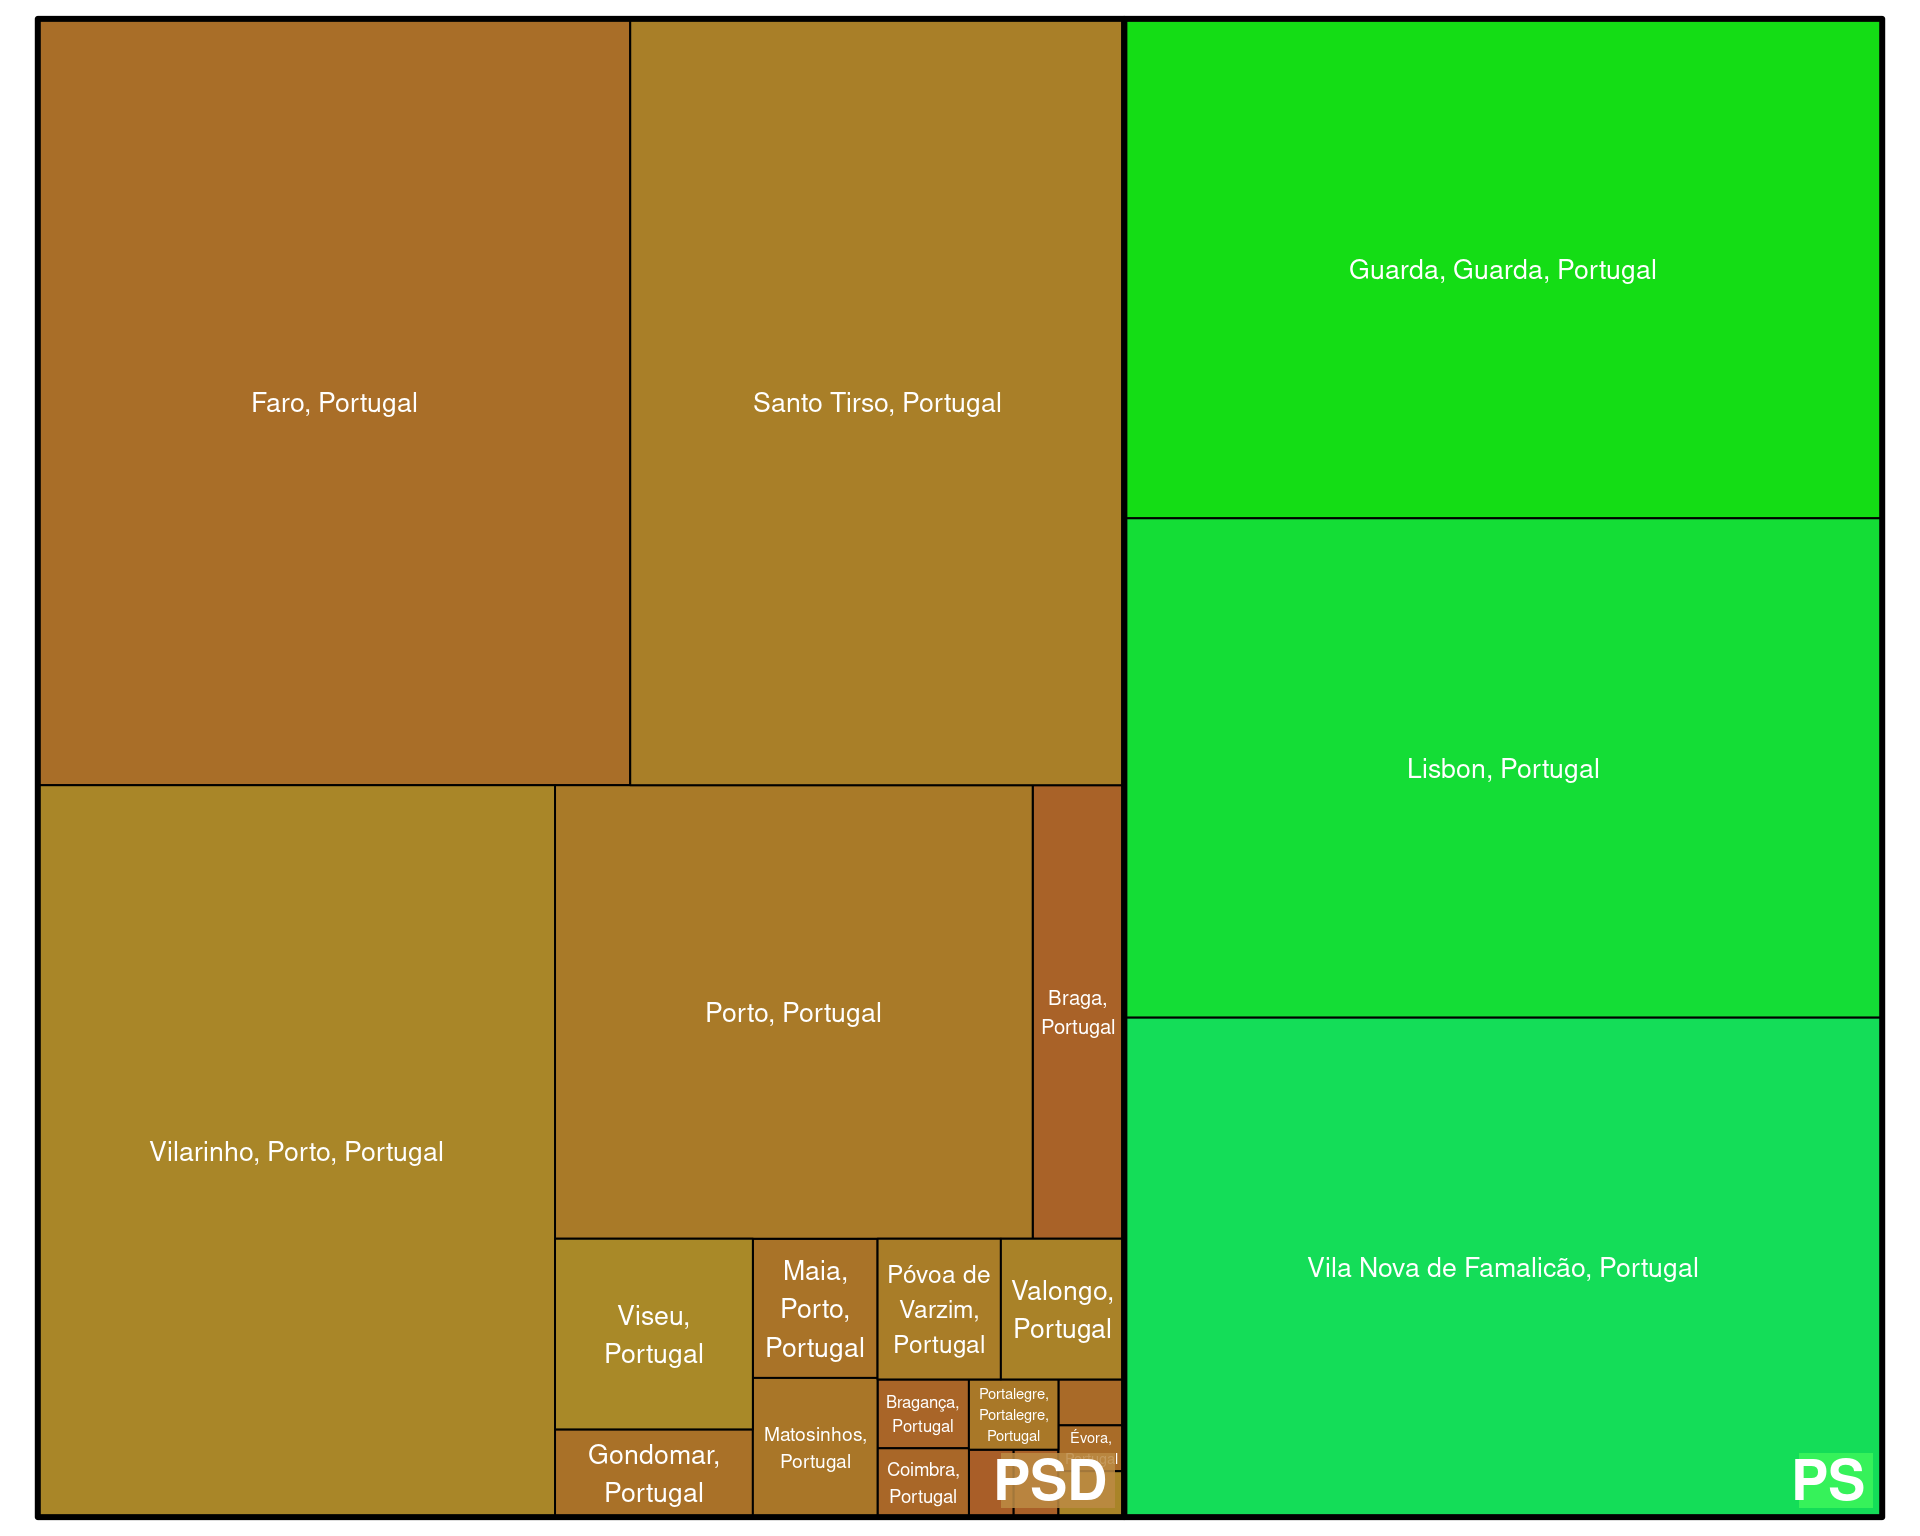 Faro, Portugal
Santo Tirso, Portugal
Guarda, Guarda, Portugal
Lisbon, Portugal
Vila Nova de Famalicão, Portugal
Vilarinho, Porto, Portugal
Porto, Portugal
Braga,
Portugal
Viseu,
Portugal
Gondomar,
Portugal
Maia,
Porto,
Portugal
Matosinhos,
Portugal
Póvoa de
Varzim,
Portugal
Valongo,
Portugal
Bragança,
Portugal
Coimbra,
Portugal
Portalegre,
Portalegre,
Portugal
Évora,
Portugal
PSD
PS